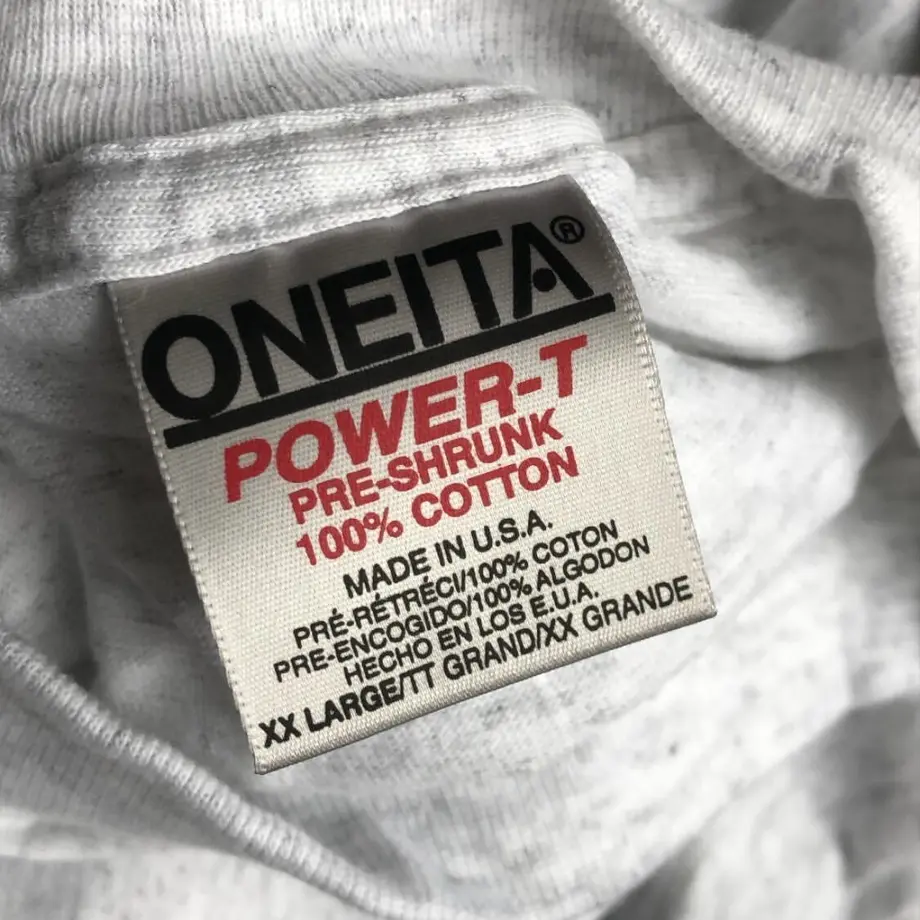 ONEITA®
POWER-T
PRE-SHRUNK
100% COTTON
MADE IN U.S.A.
PRÉ-RÉTRÉCI/100% COTON
PRE-ENCOGIDO/100% ALGODON
HECHO EN LOS E.U.A.
XX LARGE/TT GRAND/XX GRANDE